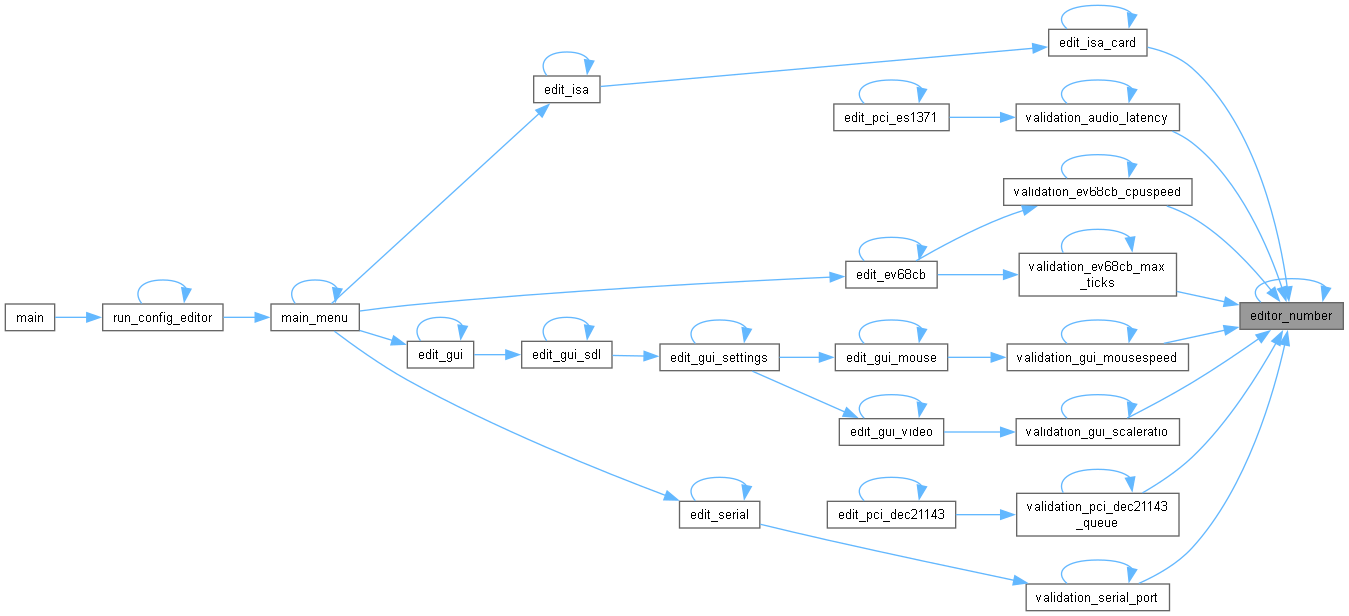 edit_isa_card
edit_isa
edit_pci_es1371
validation_audio_latency
validation_ev68cb_cpuspeed
edit_ev68cb
validation_ev68cb_max
_ticks
main
run_config_editor
main_menu
editor_number
edit_gui
edit_gui_sdl
edit_gui_settings
edit_gui_mouse
validation_gui_mousespeed
edit_gui_video
validation_gui_scaleratio
edit_serial
edit_pci_dec21143
validation_pci_dec21143
_queue
validation_serial_port